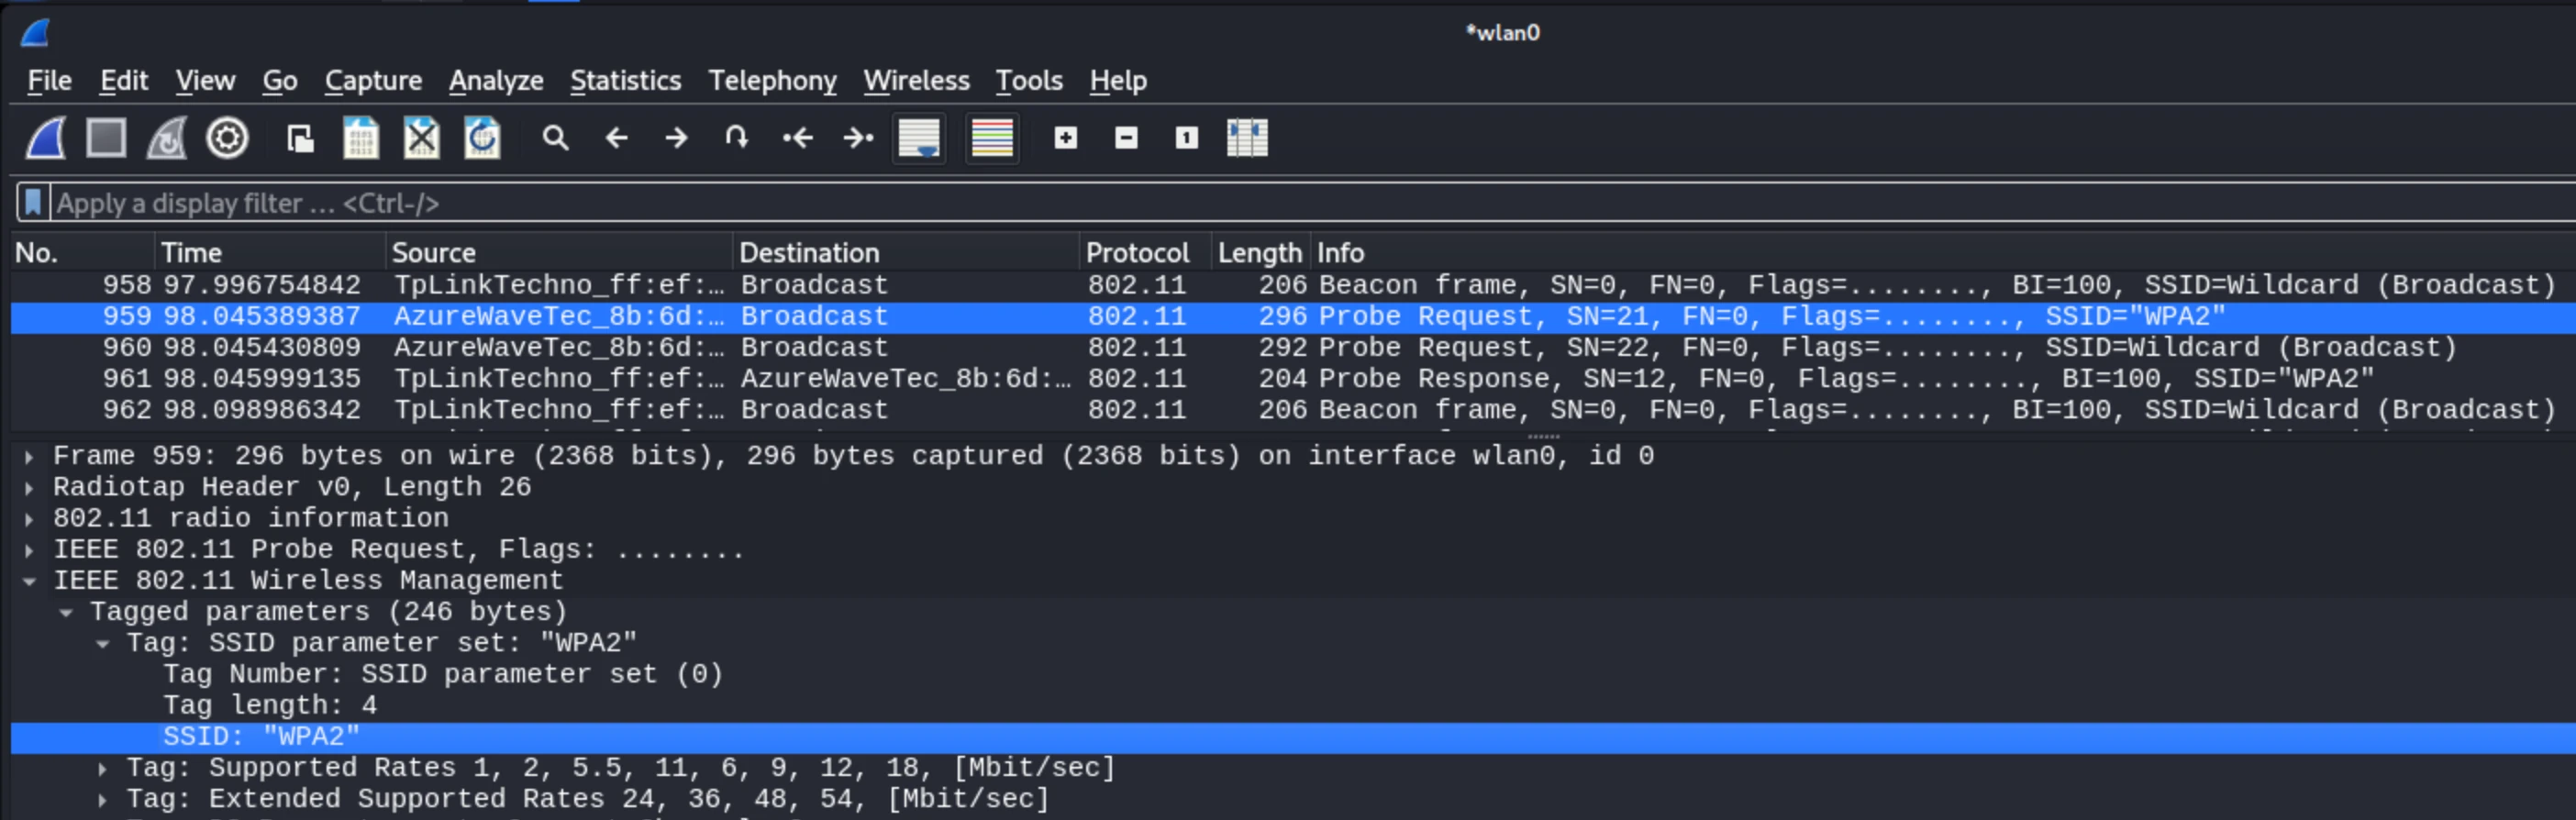 *wlan0
File Edit View Go Capture Analyze Statistics Telephony Wireless Tools Help
Apply a display filter ... <Ctrl-/>
No. Time Source Destination Protocol Length Info
958 97.996754842 TpLinkTechno_ff:ef:… Broadcast 802.11 206 Beacon frame, SN=0, FN=0, Flags=........, BI=100, SSID=Wildcard (Broadcast)
959 98.045389387 AzureWaveTec_8b:6d:… Broadcast 802.11 296 Probe Request, SN=21, FN=0, Flags=........, SSID="WPA2"
960 98.045430809 AzureWaveTec_8b:6d:… Broadcast 802.11 292 Probe Request, SN=22, FN=0, Flags=........, SSID=Wildcard (Broadcast)
961 98.045999135 TpLinkTechno_ff:ef:… AzureWaveTec_8b:6d:… 802.11 204 Probe Response, SN=12, FN=0, Flags=........, BI=100, SSID="WPA2"
962 98.098986342 TpLinkTechno_ff:ef:… Broadcast 802.11 206 Beacon frame, SN=0, FN=0, Flags=........, BI=100, SSID=Wildcard (Broadcast)
Frame 959: 296 bytes on wire (2368 bits), 296 bytes captured (2368 bits) on interface wlan0, id 0
Radiotap Header v0, Length 26
802.11 radio information
IEEE 802.11 Probe Request, Flags: ........
IEEE 802.11 Wireless Management
Tagged parameters (246 bytes)
Tag: SSID parameter set: "WPA2"
Tag Number: SSID parameter set (0)
Tag length: 4
SSID: "WPA2"
Tag: Supported Rates 1, 2, 5.5, 11, 6, 9, 12, 18, [Mbit/sec]
Tag: Extended Supported Rates 24, 36, 48, 54, [Mbit/sec]